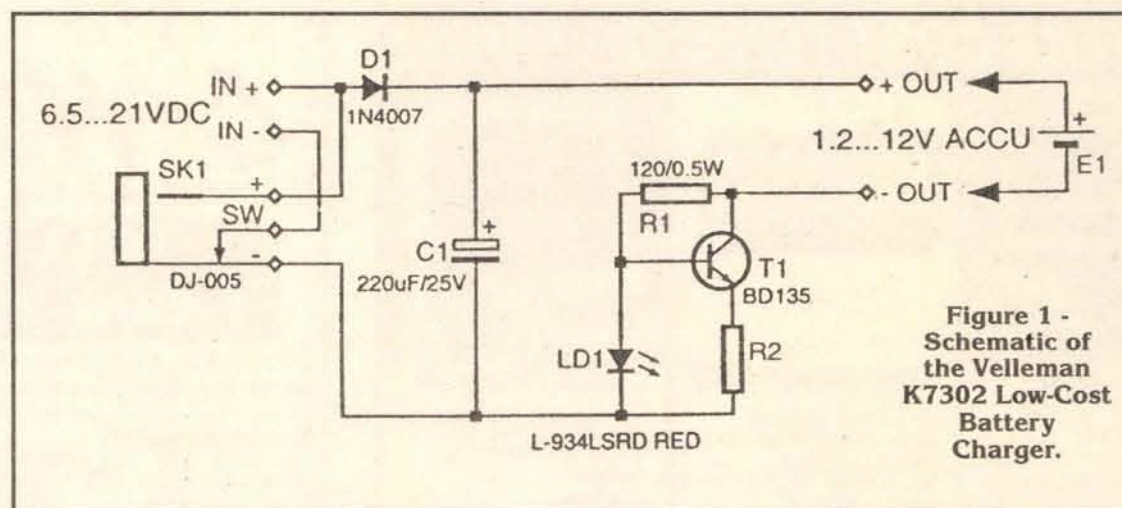 D1
IN +
1N4007
6.5...21VDC
IN -
SK1
+
SW
-
DJ-005
+
C1
220uF/25V
120/0.5W
R1
T1
BD135
LD1
R2
L-934LSRD RED
+ OUT
1.2...12V ACCU
+
E1
- OUT
Figure 1 -
Schematic of
the Velleman
K7302 Low-Cost
Battery
Charger.